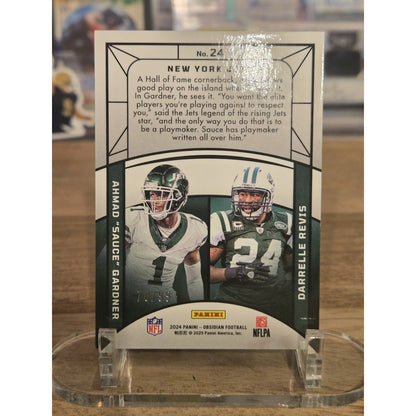 No. 24
NEW YORK
A Hall of Fame cornerback
good play on the island
In Gardner, he sees it. "You want the elite
players you're playing against to respect
you," said the Jets legend of the rising Jets
star, "and the only way you do that is to
be a playmaker. Sauce has playmaker
written all over him."
AHMAD "SAUCE" GARDNER
DARRELLE REVIS
1
24
PANINI
NFL
NFLPA
2024 PANINI – OBSIDIAN FOOTBALL
© 2025 Panini America, Inc.